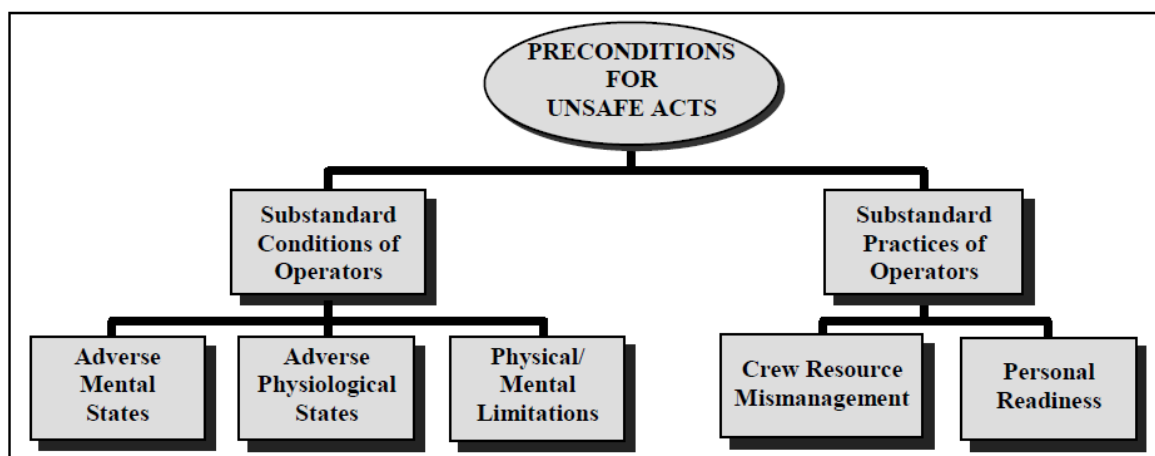 PRECONDITIONS
FOR
UNSAFE ACTS
Substandard
Conditions of
Operators
Substandard
Practices of
Operators
Adverse
Mental
States
Adverse
Physiological
States
Physical/
Mental
Limitations
Crew Resource
Mismanagement
Personal
Readiness